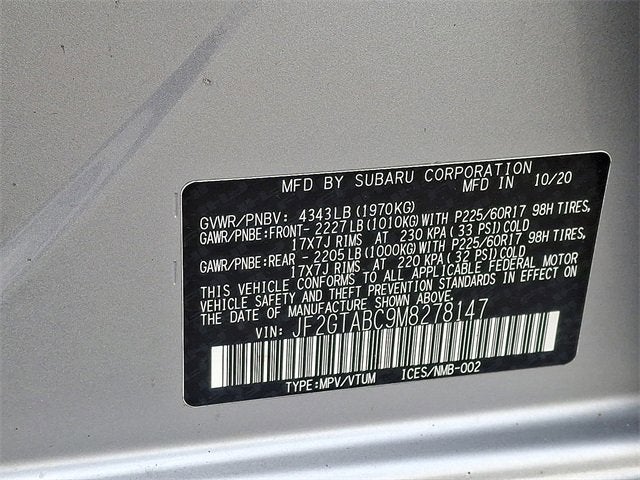 MFD BY SUBARU CORPORATION
MFD IN 10/20
GVWR/PNBV: 4343LB(1970KG)
GAWR/PNBE:FRONT- 2227LB(1010KG)WITH P225/60R17 98H TIRES,
17X7J RIMS AT 230 KPA(33 PSI)COLD
GAWR/PNBE:REAR - 2205LB(1000KG)WITH P225/60R17 98H TIRES,
17X7J RIMS AT 220 KPA(32 PSI)COLD
THIS VEHICLE CONFORMS TO ALL APPLICABLE FEDERAL MOTOR
VEHICLE SAFETY AND THEFT PREVENTION STANDARDS IN EFFECT ON
THE DATE OF MANUFACTURE SHOWN ABOVE.
VIN: JF2GTABC9M8278147
TYPE:MPV/VTUM ICES/NMB-002